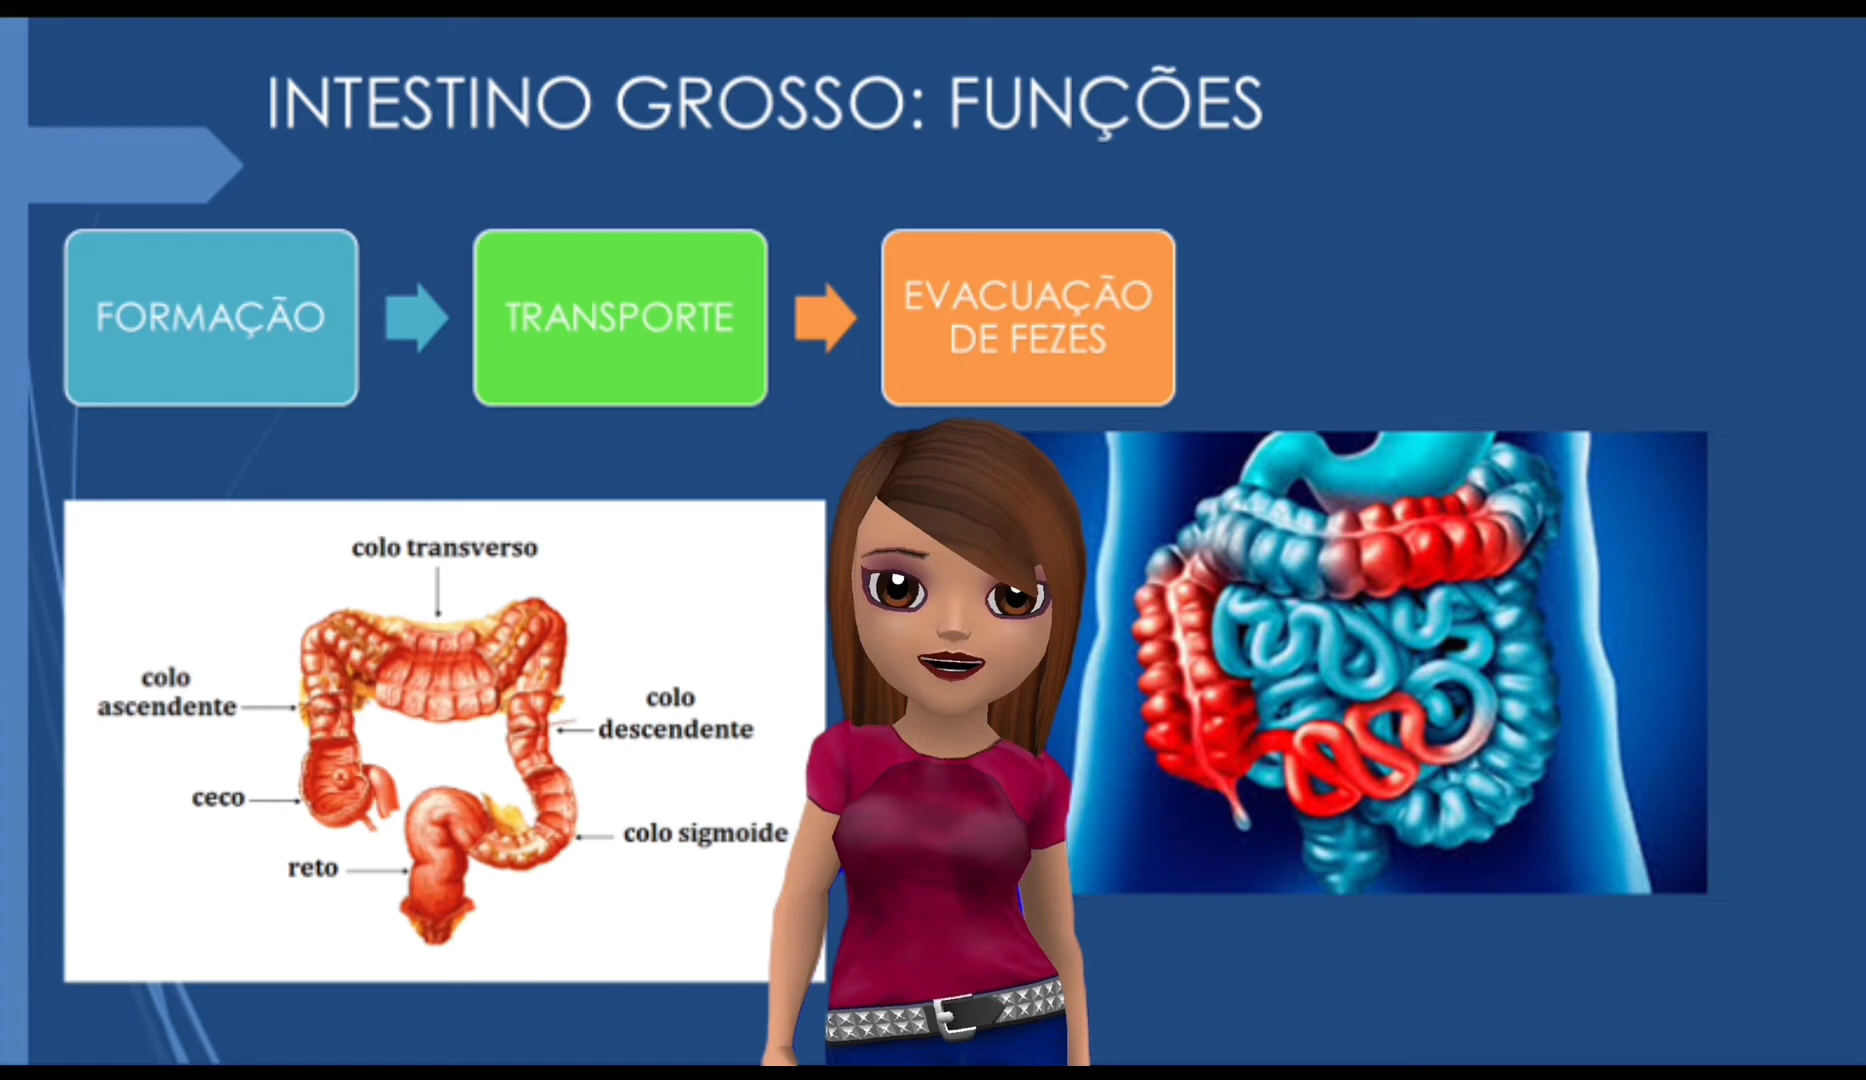 INTESTINO GROSSO: FUNÇÕES
FORMAÇÃO
TRANSPORTE
EVACUAÇÃO
DE FEZES
colo transverso
colo
ascendente
colo
descendente
ceco
colo sigmoide
reto